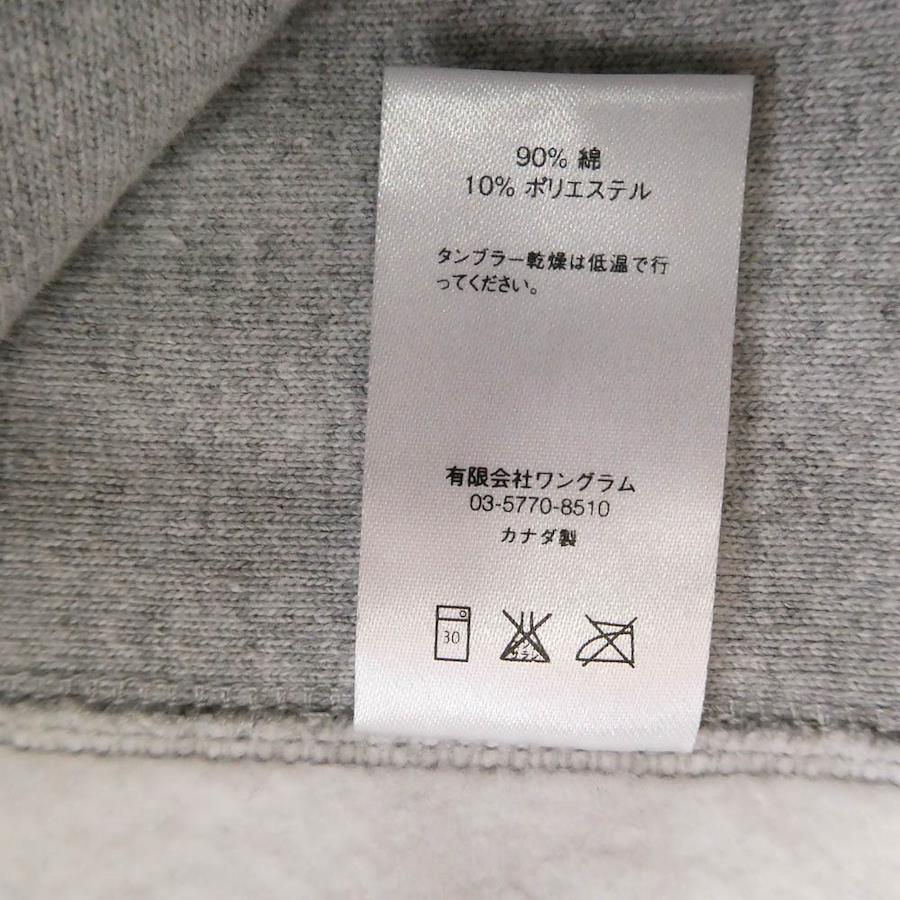 90% 綿
10% ポリエステル
タンブラー乾燥は低温で行
ってください。
有限会社ワングラム
03-5770-8510
カナダ製
30